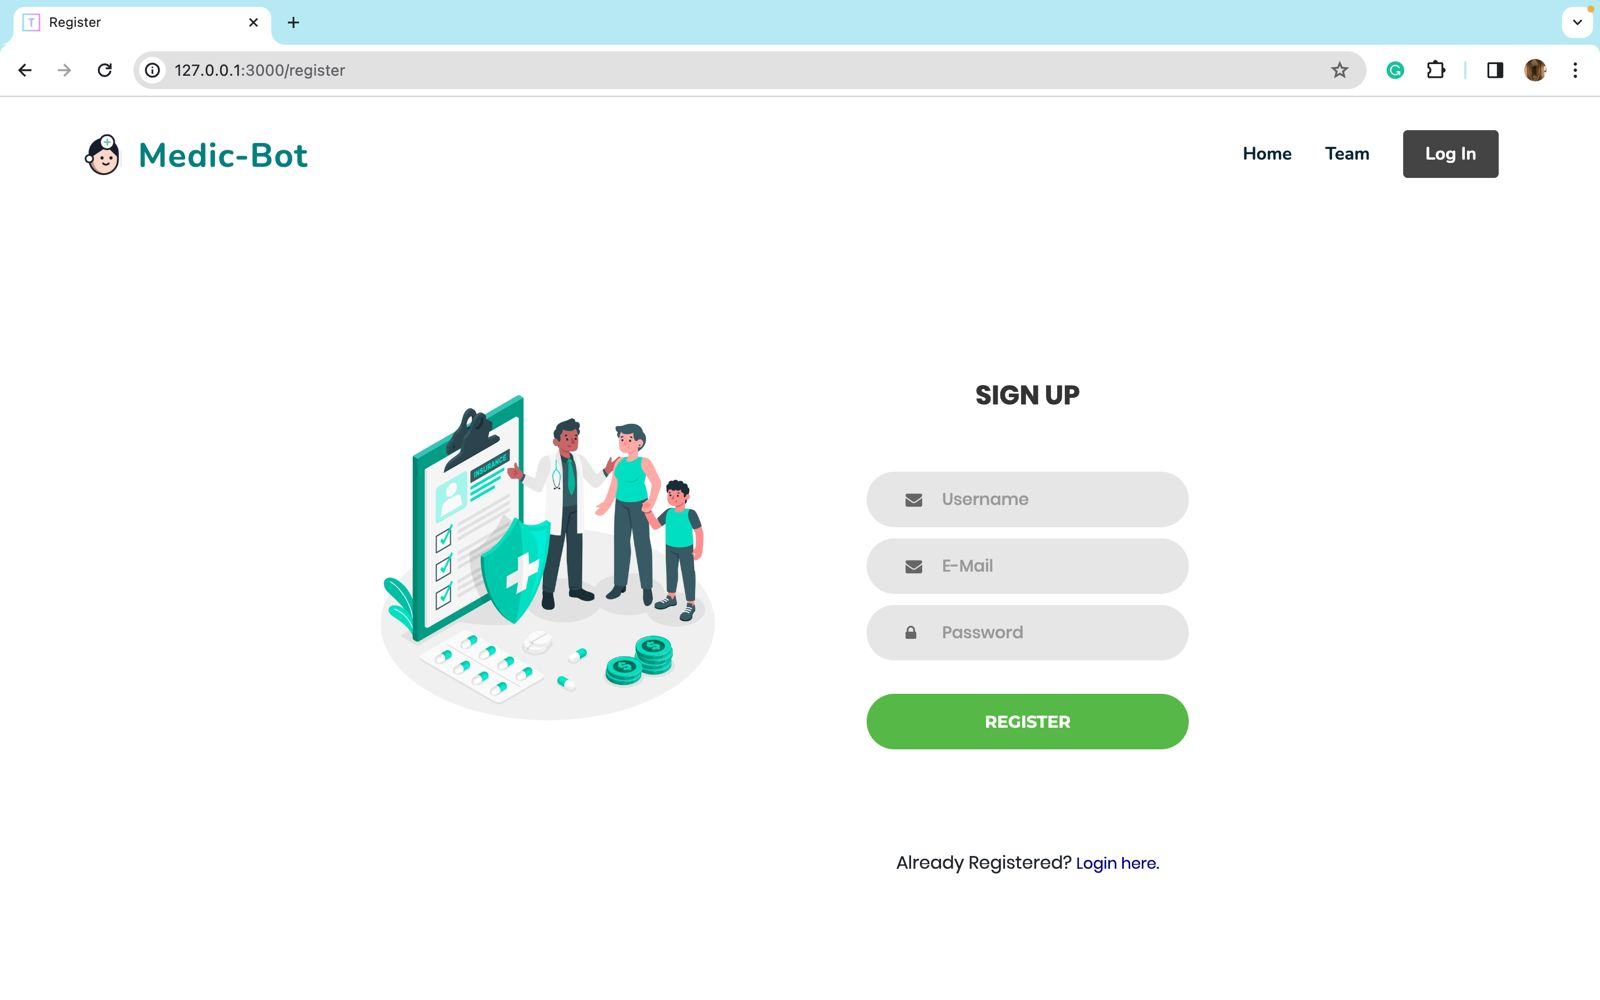 Register
127.0.0.1:3000/register
Medic-Bot
Home
Team
Log In
INSURANCE
SIGN UP
Username
E-Mail
Password
REGISTER
Already Registered? Login here.